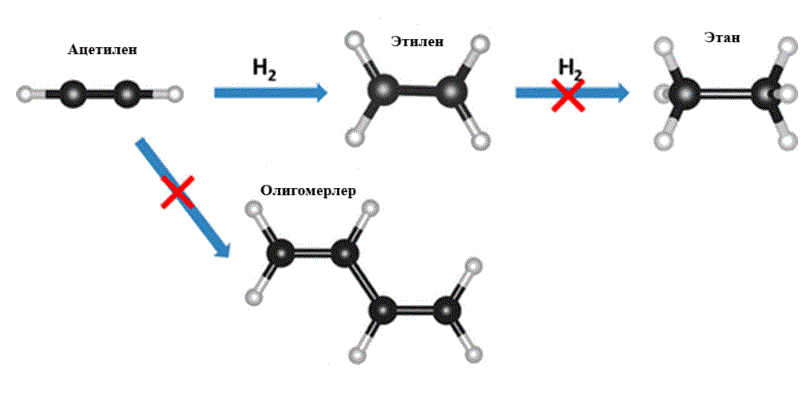 Ацетилен
H₂
Этилен
H₂
Этан
Олигомерлер